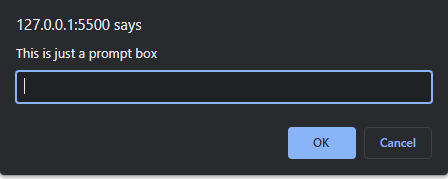 127.0.0.1:5500 says
This is just a prompt box
OK Cancel